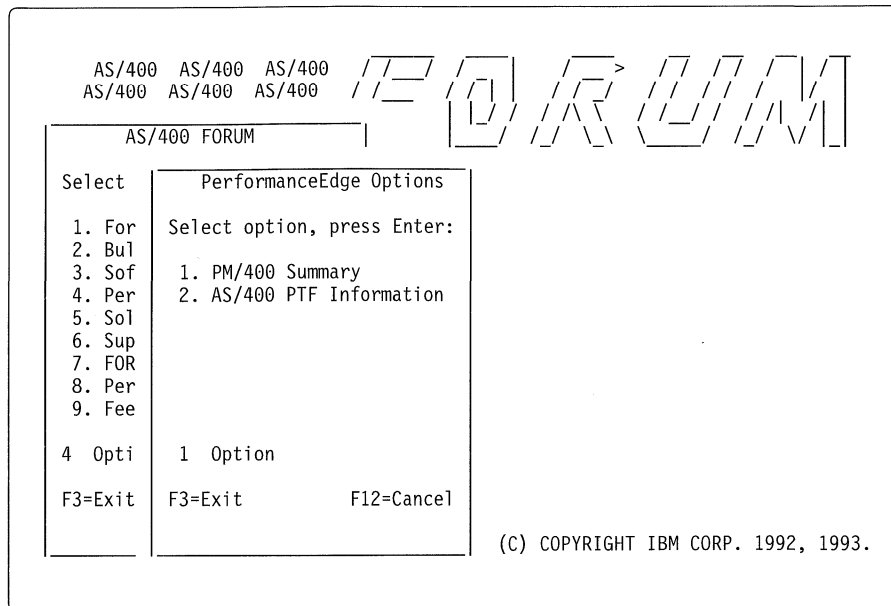 AS/400 AS/400 AS/400
AS/400 AS/400 AS/400
FORUM
AS/400 FORUM
Select
1. For
2. Bul
3. Sof
4. Per
5. Sol
6. Sup
7. FOR
8. Per
9. Fee
4 Opti
F3=Exit
PerformanceEdge Options
Select option, press Enter:
1. PM/400 Summary
2. AS/400 PTF Information
1 Option
F3=Exit F12=Cancel
(C) COPYRIGHT IBM CORP. 1992, 1993.